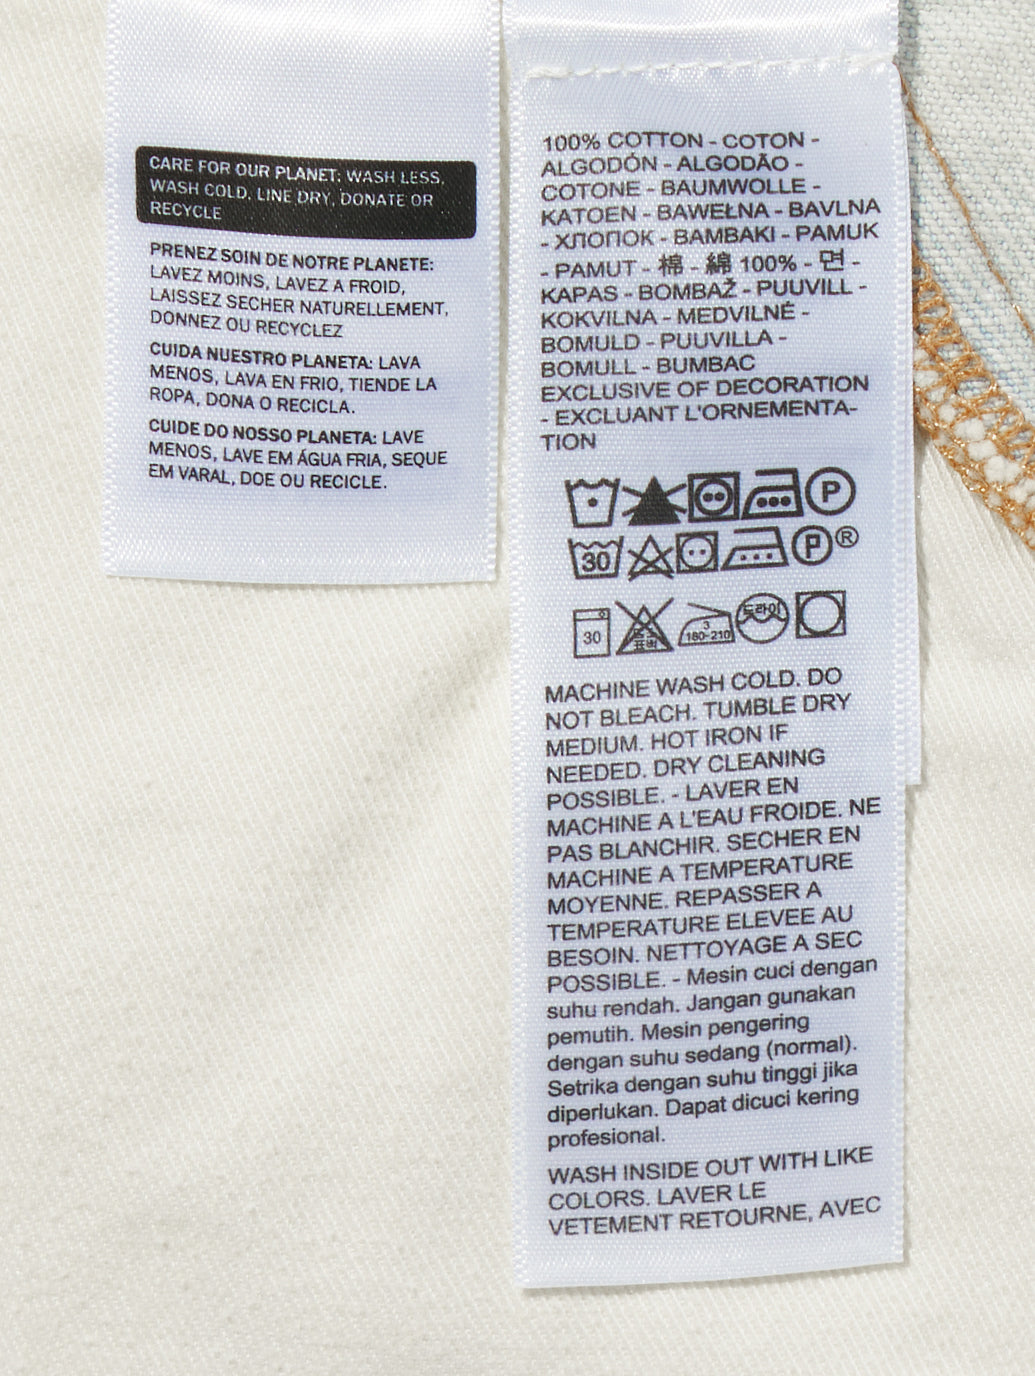 CARE FOR OUR PLANET: WASH LESS,
WASH COLD, LINE DRY, DONATE OR
RECYCLE
PRENEZ SOIN DE NOTRE PLANETE:
LAVEZ MOINS, LAVEZ A FROID,
LAISSEZ SECHER NATURELLEMENT,
DONNEZ OU RECYCLEZ
CUIDA NUESTRO PLANETA: LAVA
MENOS, LAVA EN FRIO, TIENDE LA
ROPA, DONA O RECICLA.
CUIDE DO NOSSO PLANETA: LAVE
MENOS, LAVE EM ÁGUA FRIA, SEQUE
EM VARAL, DOE OU RECICLE.
100% COTTON - COTON -
ALGODÓN - ALGODÃO -
COTONE - BAUMWOLLE -
KATOEN - BAWEŁNA - BAVLNA
- ХЛОПОК - BAMBAKI - PAMUK
- PAMUT - 棉 - 綿 100% - 면 -
KAPAS - BOMBAŽ - PUUVILL -
KOKVILNA - MEDVILNÉ -
BOMULD - PUUVILLA -
BOMULL - BUMBAC
EXCLUSIVE OF DECORATION
- EXCLUANT L'ORNEMENTA-
TION
P
30 P®
30 3 180-210 드라이
MACHINE WASH COLD. DO
NOT BLEACH. TUMBLE DRY
MEDIUM. HOT IRON IF
NEEDED. DRY CLEANING
POSSIBLE. - LAVER EN
MACHINE A L'EAU FROIDE. NE
PAS BLANCHIR. SECHER EN
MACHINE A TEMPERATURE
MOYENNE. REPASSER A
TEMPERATURE ELEVEE AU
BESOIN. NETTOYAGE A SEC
POSSIBLE. - Mesin cuci dengan
suhu rendah. Jangan gunakan
pemutih. Mesin pengering
dengan suhu sedang (normal).
Setrika dengan suhu tinggi jika
diperlukan. Dapat dicuci kering
profesional.
WASH INSIDE OUT WITH LIKE
COLORS. LAVER LE
VETEMENT RETOURNE, AVEC